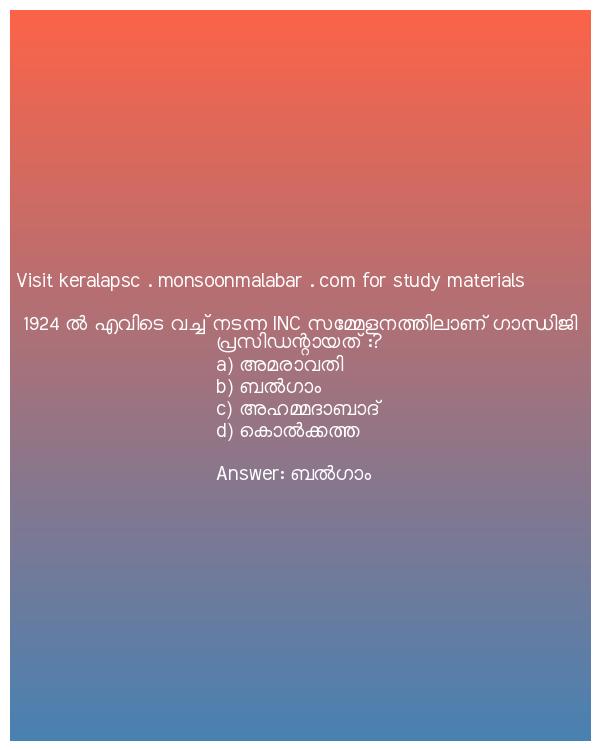 Visit keralapsc . monsoonmalabar . com for study materials
1924 ൽ എവിടെ വച്ച് നടന്ന INC സമ്മേളനത്തിലാണ് ഗാന്ധിജി
പ്രസിഡന്റായത് :?
a) അമരാവതി
b) ബൽഗാം
c) അഹമ്മദാബാദ്
d) കൊൽക്കത്ത
Answer: ബൽഗാം